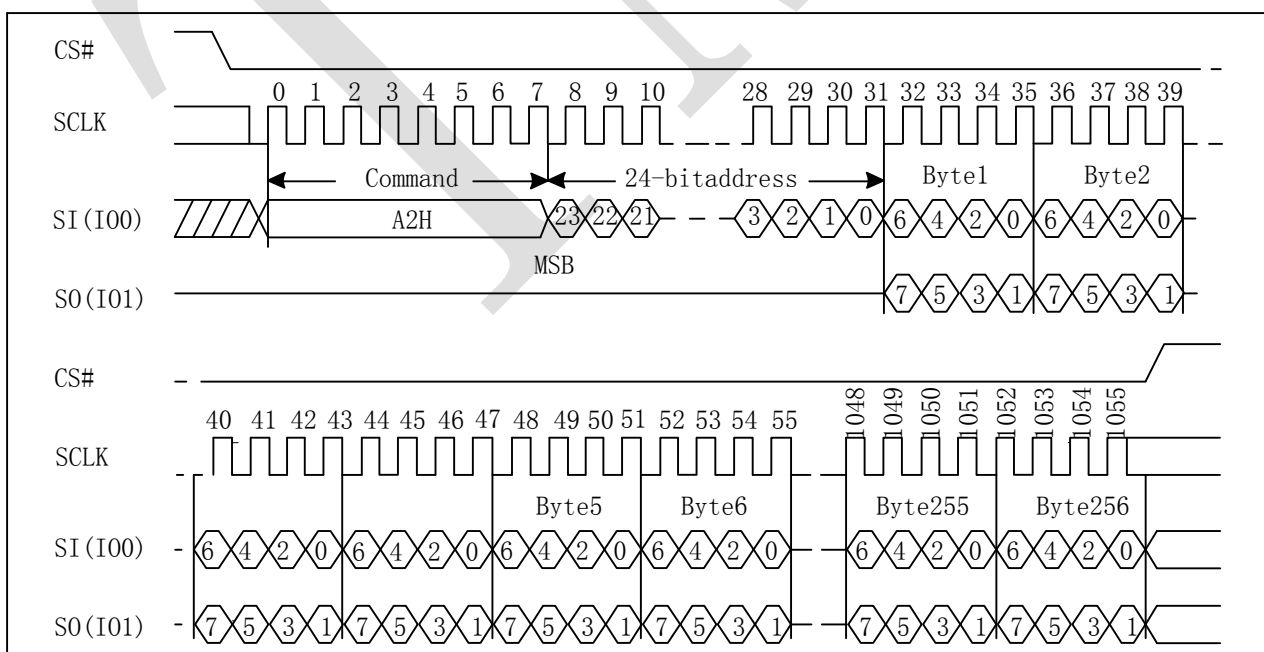 CS#
0 1 2 3 4 5 6 7 8 9 10 28 29 30 31 32 33 34 35 36 37 38 39
SCLK
Command 24-bitaddress Byte1 Byte2
SI(IO0) A2H 23 22 21 3 2 1 0 6 4 2 0 6 4 2 0
MSB
SO(IO1) 7 5 3 1 7 5 3 1
CS#
40 41 42 43 44 45 46 47 48 49 50 51 52 53 54 55 1048 1049 1050 1051 1052 1053 1054 1055
SCLK
Byte5 Byte6 Byte255 Byte256
SI(IO0) 6 4 2 0 6 4 2 0 6 4 2 0 6 4 2 0 6 4 2 0 6 4 2 0
SO(IO1) 7 5 3 1 7 5 3 1 7 5 3 1 7 5 3 1 7 5 3 1 7 5 3 1